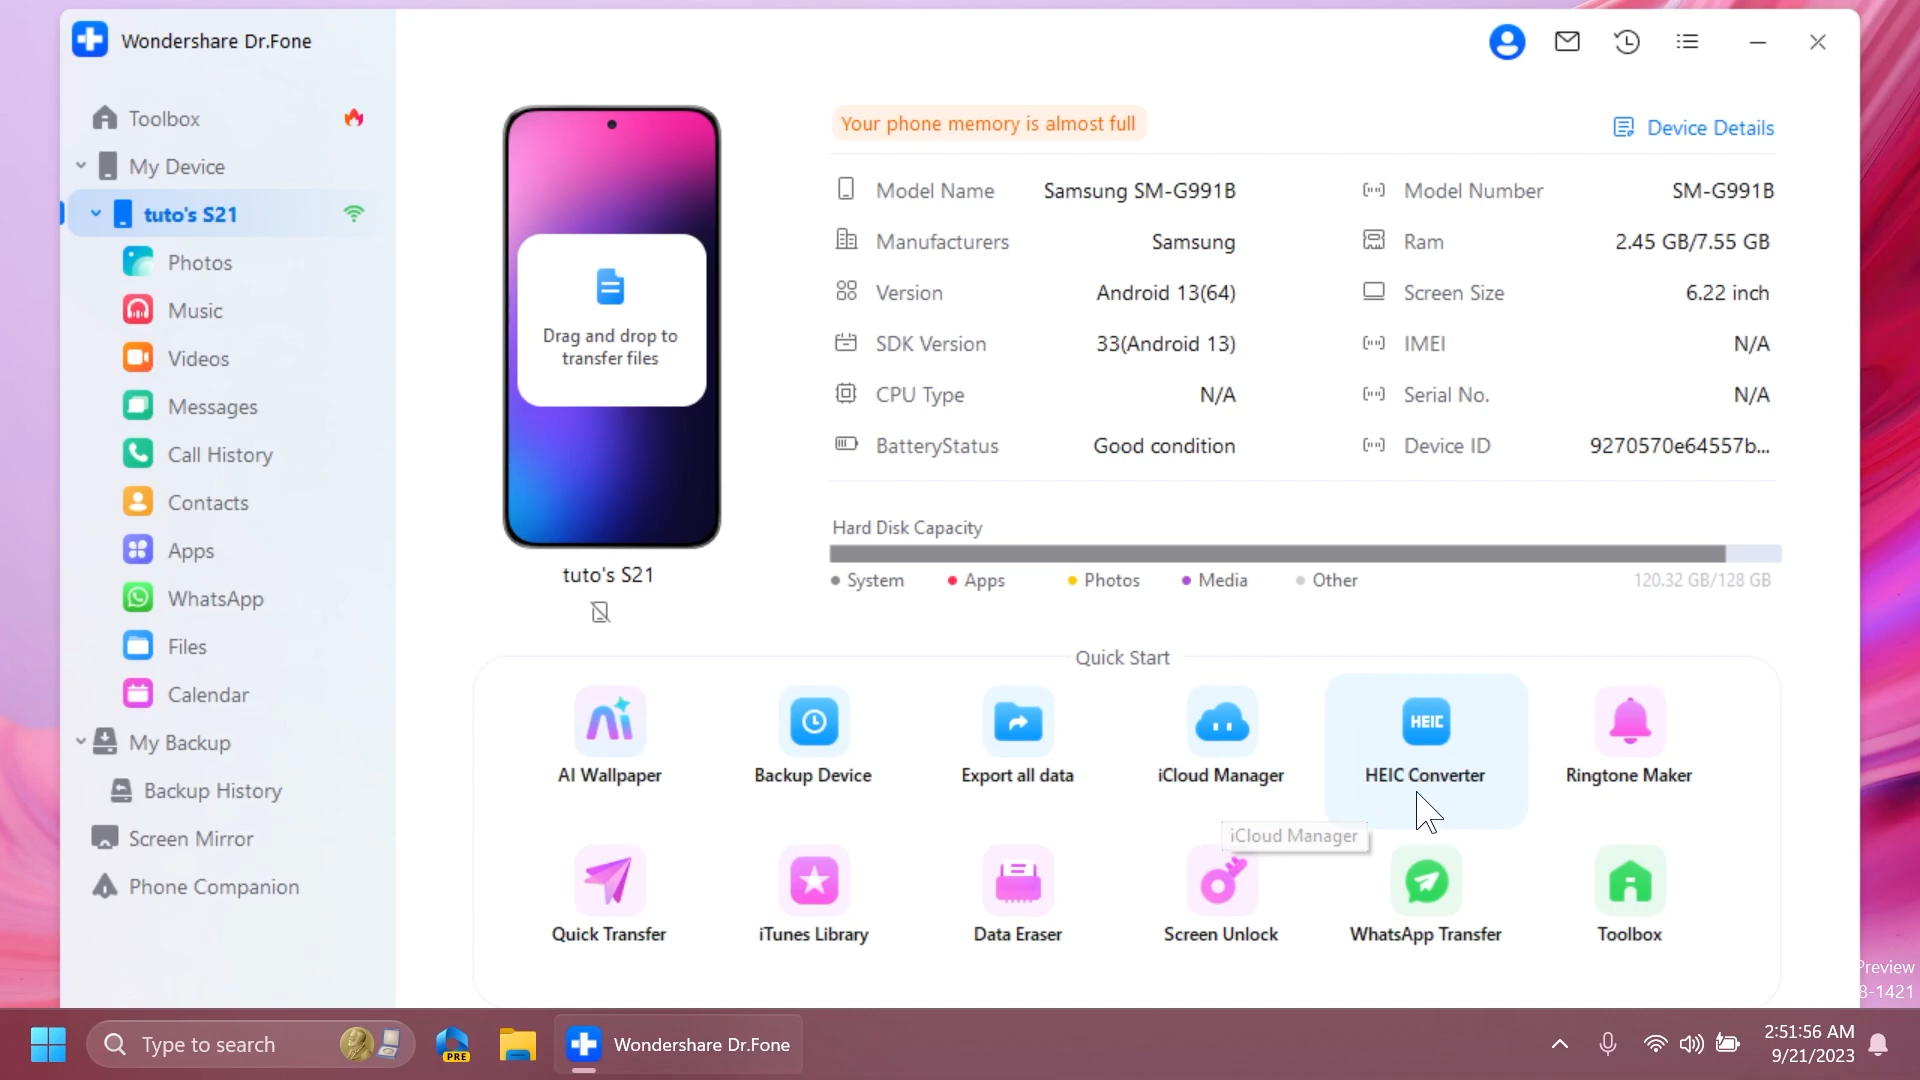 Wondershare Dr.Fone
Toolbox
My Device
tuto's S21
Photos
Music
Videos
Messages
Call History
Contacts
Apps
WhatsApp
Files
Calendar
My Backup
Backup History
Screen Mirror
Phone Companion
Drag and drop to
transfer files
tuto's S21
Your phone memory is almost full
Device Details
Model Name Samsung SM-G991B
Model Number SM-G991B
Manufacturers Samsung
Ram 2.45 GB/7.55 GB
Version Android 13(64)
Screen Size 6.22 inch
SDK Version 33(Android 13)
IMEI N/A
CPU Type N/A
Serial No. N/A
BatteryStatus Good condition
Device ID 9270570e64557b...
Hard Disk Capacity
System Apps Photos Media Other 120.32 GB/128 GB
Quick Start
AI Wallpaper
Backup Device
Export all data
iCloud Manager
HEIC
HEIC Converter
Ringtone Maker
iCloud Manager
Quick Transfer
iTunes Library
Data Eraser
Screen Unlock
WhatsApp Transfer
Toolbox
Preview
8-1421
Type to search
PRE
Wondershare Dr.Fone
2:51:56 AM
9/21/2023